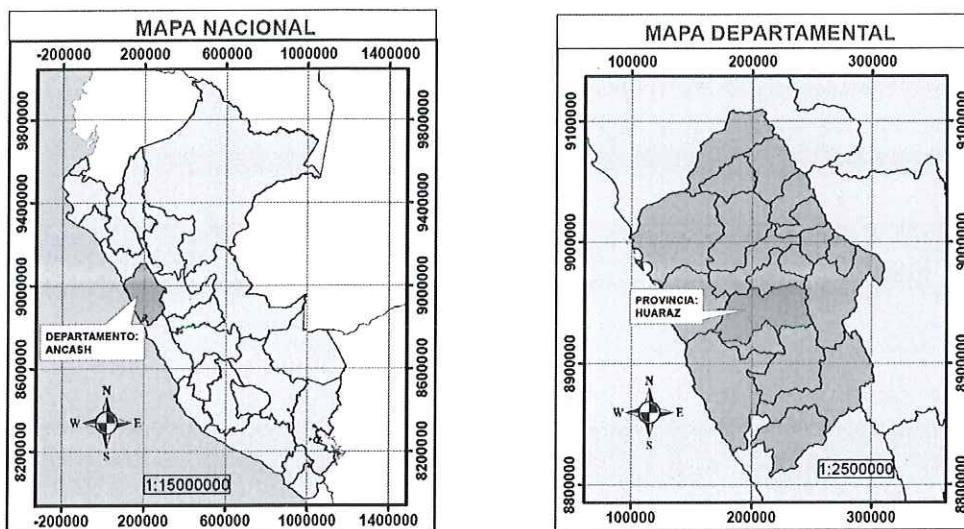 MAPA NACIONAL
-200000 200000 600000 1000000 1400000
9800000 9800000
9400000 9400000
9000000 9000000
DEPARTAMENTO:
ANCASH
8600000 8600000
N
W E
S
8200000 8200000
1:15000000
-200000 200000 600000 1000000 1400000
MAPA DEPARTAMENTAL
100000 200000 300000
9100000 9100000
9000000 9000000
PROVINCIA:
HUARAZ
8900000 8900000
N
W E
S
1:2500000
8800000 8800000
100000 200000 300000